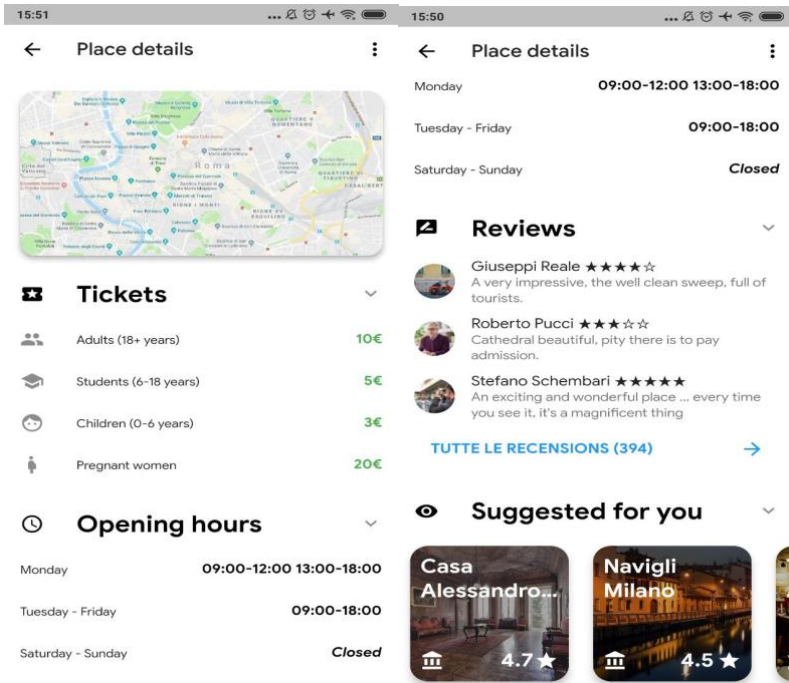 15:51
Place details
Roma
Tickets
Adults (18+ years) 10€
Students (6-18 years) 5€
Children (0-6 years) 3€
Pregnant women 20€
Opening hours
Monday 09:00-12:00 13:00-18:00
Tuesday - Friday 09:00-18:00
Saturday - Sunday Closed
15:50
Place details
Monday 09:00-12:00 13:00-18:00
Tuesday - Friday 09:00-18:00
Saturday - Sunday Closed
Reviews
Giuseppi Reale ★★★★☆
A very impressive, the well clean sweep, full of
tourists.
Roberto Pucci ★★★☆☆
Cathedral beautiful, pity there is to pay
admission.
Stefano Schembari ★★★★★
An exciting and wonderful place ... every time
you see it, it's a magnificent thing
TUTTE LE RECENSIONS (394)
Suggested for you
Casa
Alessandro...
4.7 ★
Navigli
Milano
4.5 ★